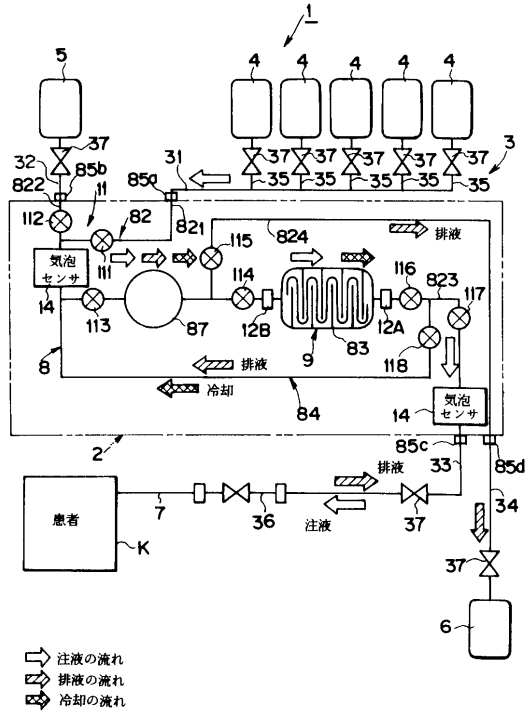 1
5
4 4 4 4 4
37 37 37 37 37 37
3
32 85b 85a 31 35 35 35 35 35
822 11
112 82 821
824 排液
気泡
センサ
111 115
114 116 823 117
14 113 87 12B 9 83 12A
118
8 排液
冷却 84
14 気泡
センサ
2 85c 85d
33 排液
患者 7 36 注液 37 34
K
37
6
注液の流れ
排液の流れ
冷却の流れ